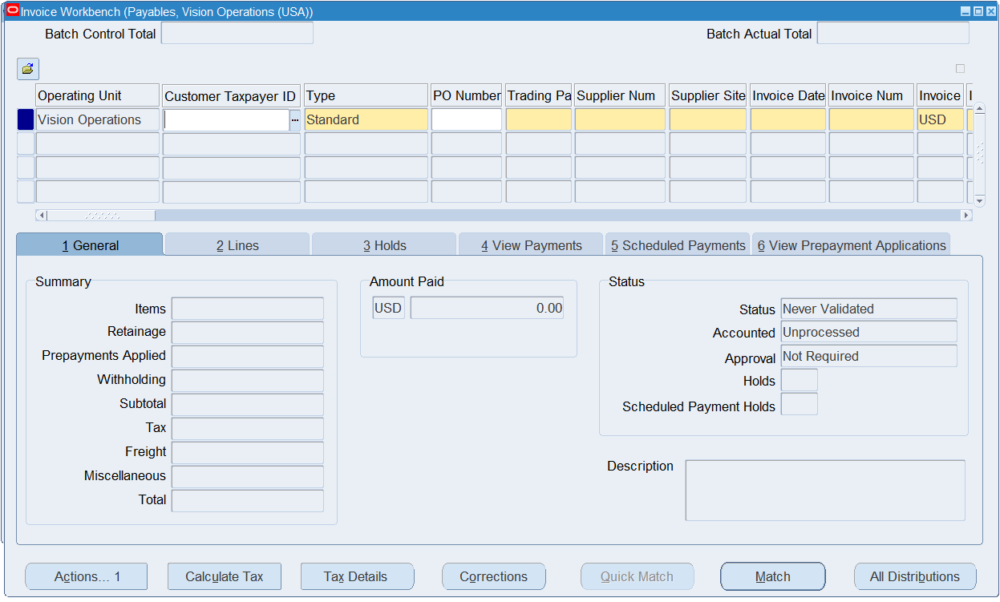 Invoice Workbench (Payables, Vision Operations (USA))
Batch Control Total
Batch Actual Total
Operating Unit Customer Taxpayer ID Type PO Number Trading Pa Supplier Num Supplier Site Invoice Date Invoice Num Invoice
Vision Operations ... Standard USD
1 General 2 Lines 3 Holds 4 View Payments 5 Scheduled Payments 6 View Prepayment Applications
Summary
Items
Retainage
Prepayments Applied
Withholding
Subtotal
Tax
Freight
Miscellaneous
Total
Amount Paid
USD 0.00
Status
Status Never Validated
Accounted Unprocessed
Approval Not Required
Holds
Scheduled Payment Holds
Description
Actions... 1 Calculate Tax Tax Details Corrections Quick Match Match All Distributions